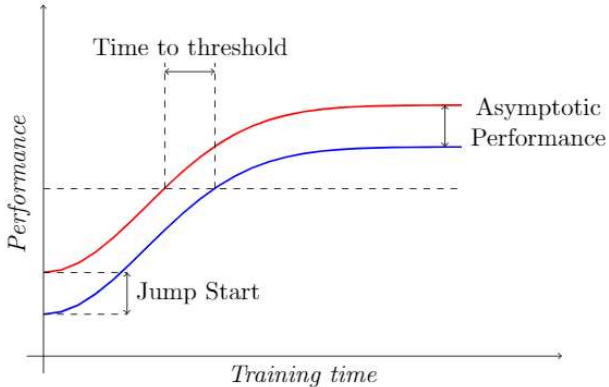 Time to threshold
Asymptotic
Performance
Performance
Jump Start
Training time